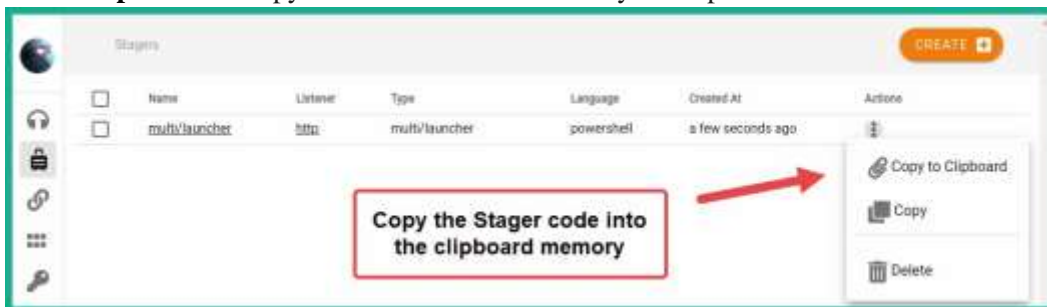 Stagers
CREATE
Name Listener Type Language Created At Actions
multi/launcher http multi/launcher powershell a few seconds ago
Copy to Clipboard
Copy
Delete
Copy the Stager code into
the clipboard memory